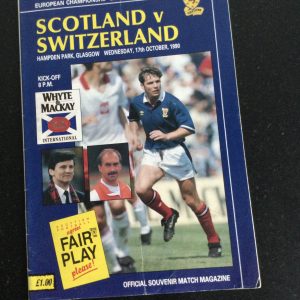 EUROPEAN CHAMPIONSHIP
SCOTLAND v
SWITZERLAND
HAMPDEN PARK, GLASGOW WEDNESDAY, 17th OCTOBER, 1990
KICK-OFF
8 P.M.
WHYTE
& MACKAY
INTERNATIONAL
FAIR
PLAY
please!
£1.00
OFFICIAL SOUVENIR MATCH MAGAZINE